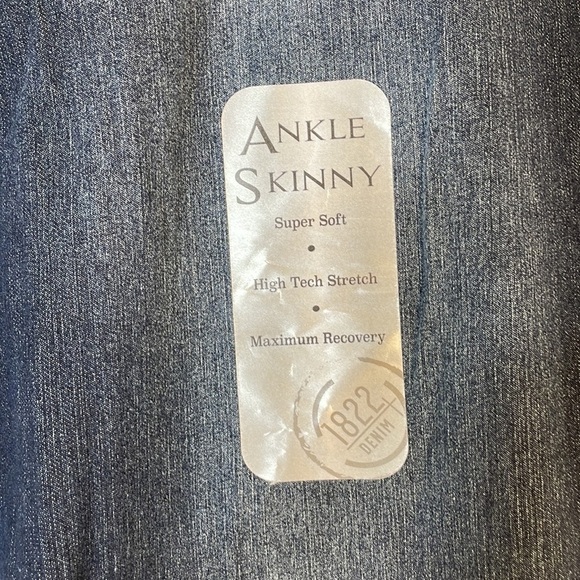 ANKLE
SKINNY
Super Soft
•
High Tech Stretch
•
Maximum Recovery
1822
DENIM